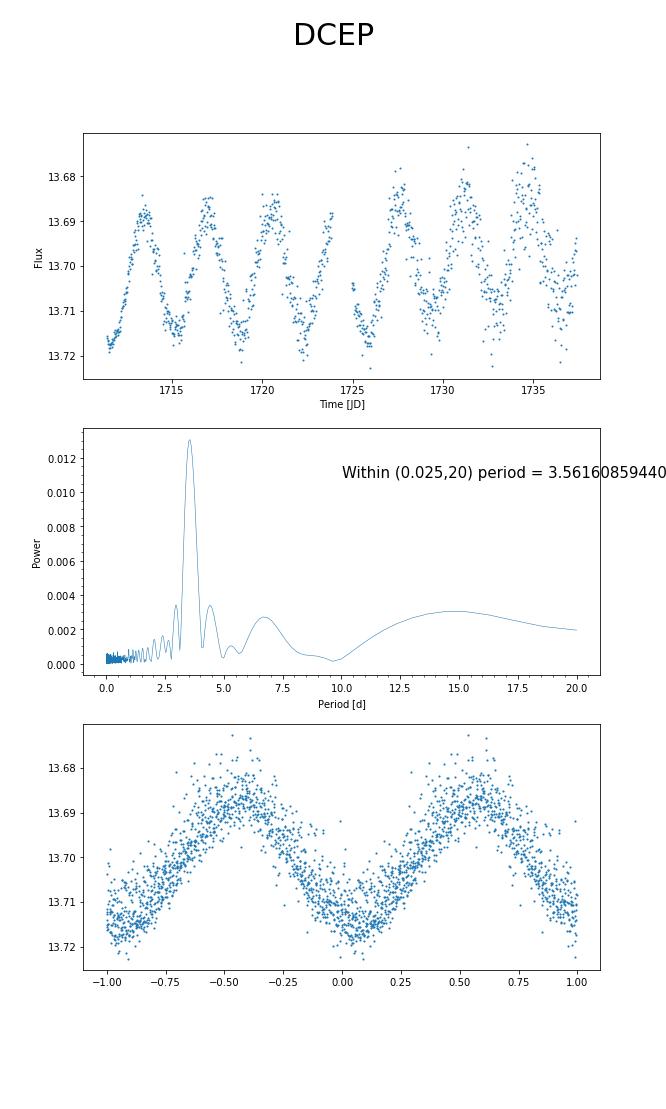 DCEP
13.68
13.69
13.70
13.71
13.72
Flux
1715 1720 1725 1730 1735
Time [JD]
Within (0.025,20) period = 3.56160859440
0.012
0.010
0.008
0.006
0.004
0.002
0.000
Power
0.0 2.5 5.0 7.5 10.0 12.5 15.0 17.5 20.0
Period [d]
13.68
13.69
13.70
13.71
13.72
−1.00 −0.75 −0.50 −0.25 0.00 0.25 0.50 0.75 1.00